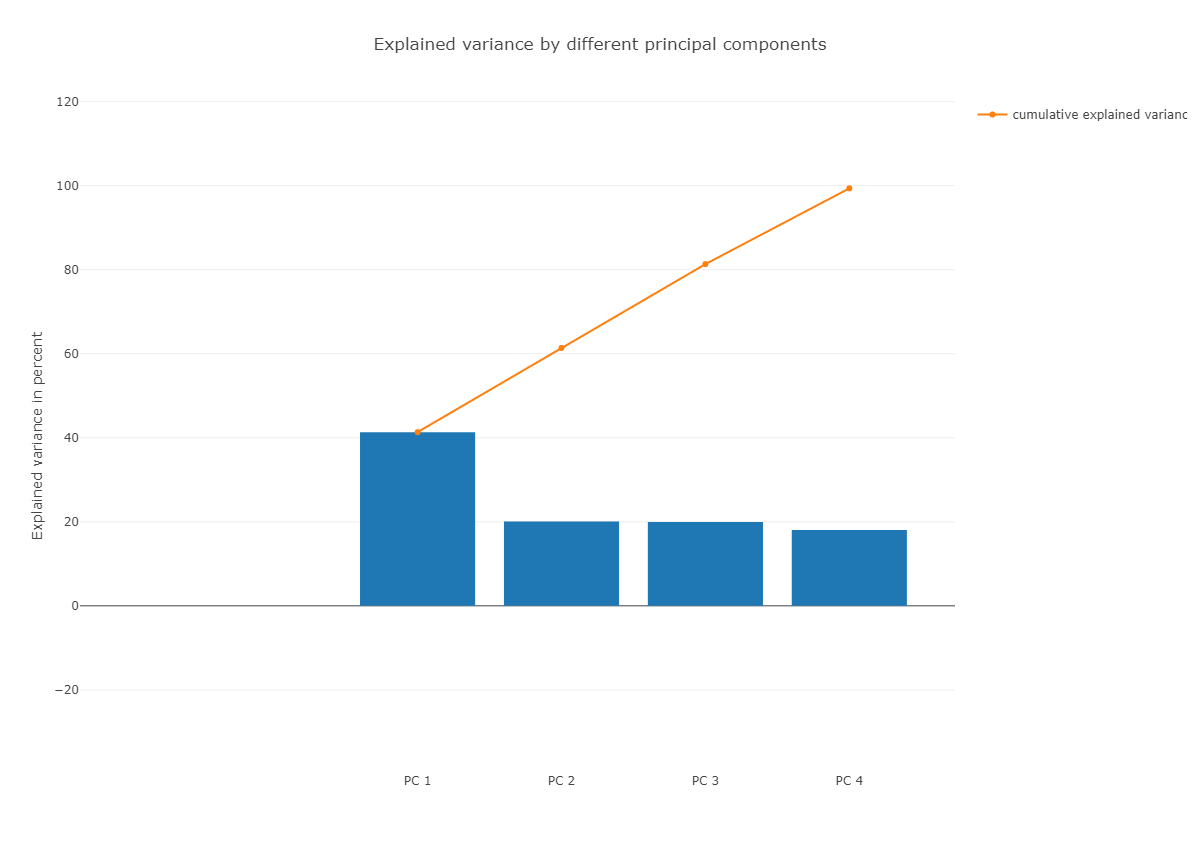 Explained variance by different principal components
cumulative explained varianc
Explained variance in percent
120
100
80
60
40
20
0
−20
PC 1 PC 2 PC 3 PC 4